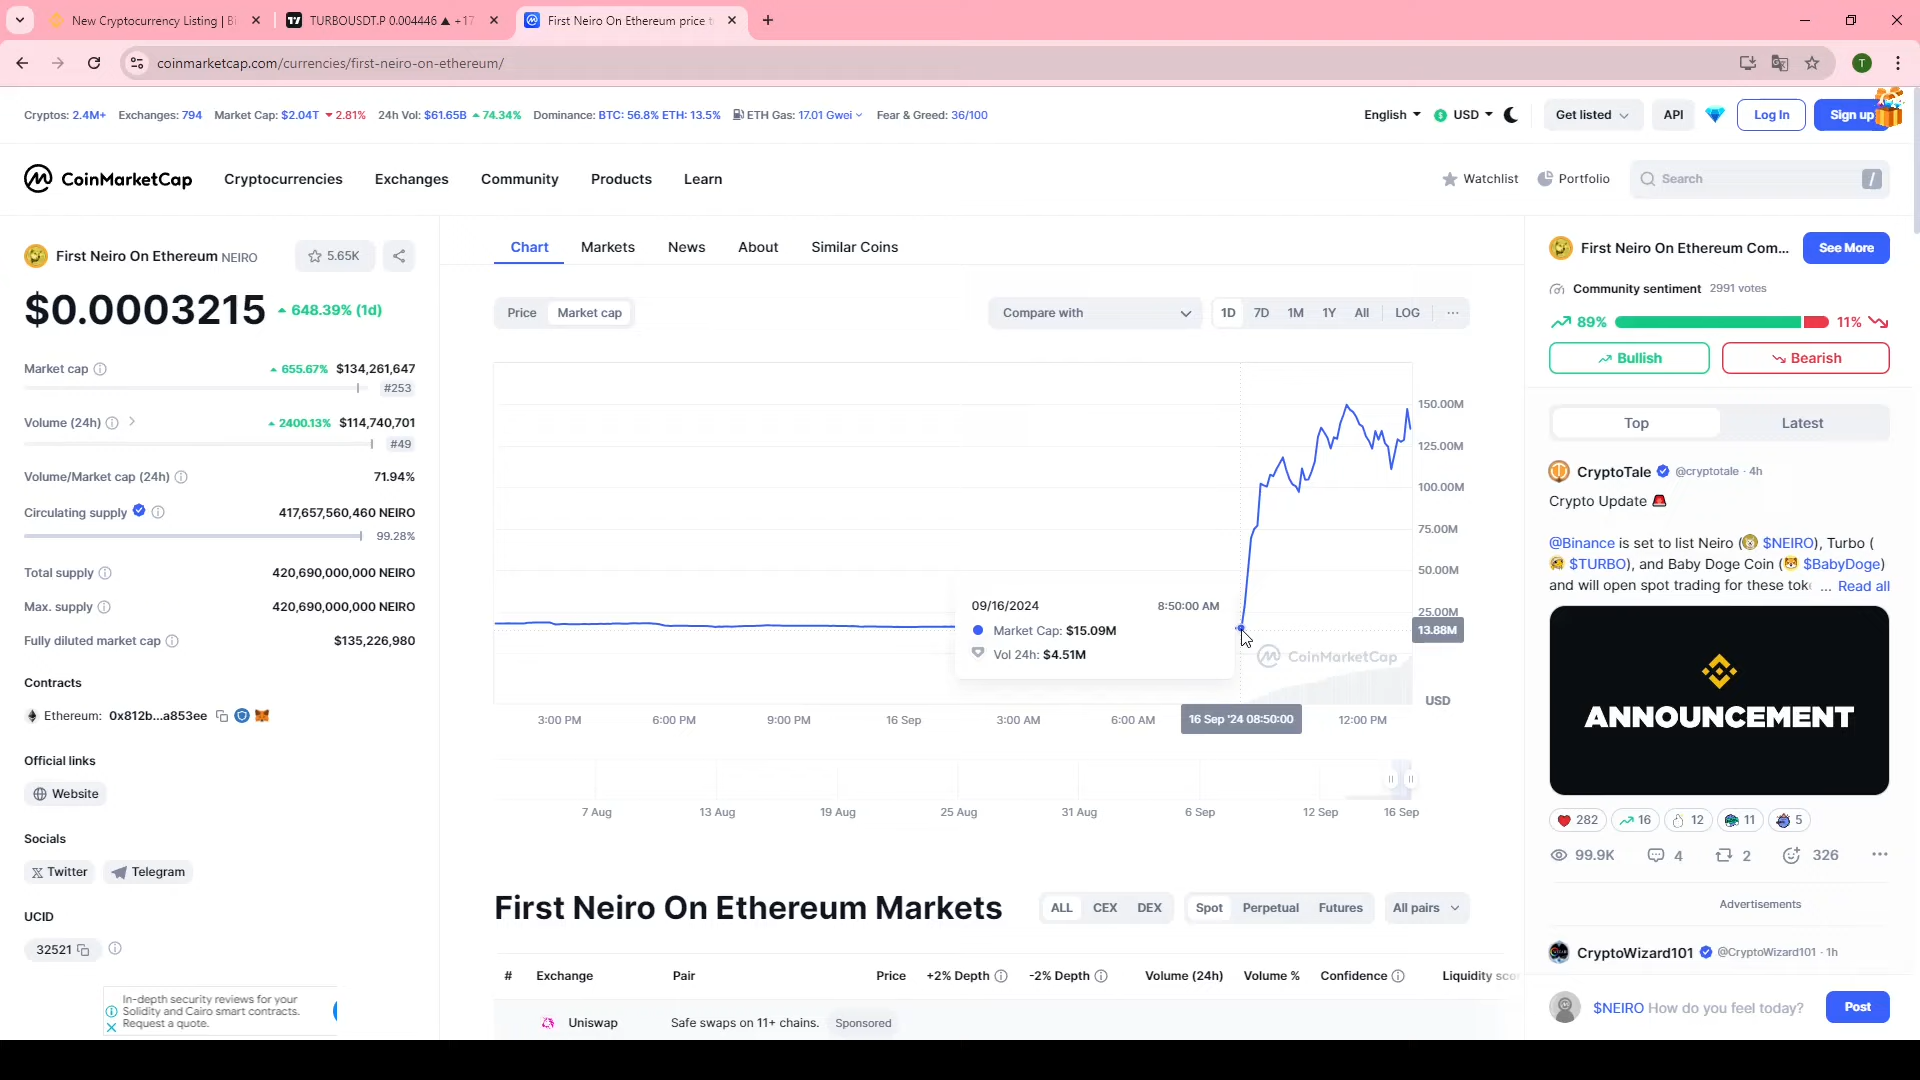 New Cryptocurrency Listing | Bi
TURBOUSDT.P 0.004446 ▲ +17
First Neiro On Ethereum price t
coinmarketcap.com/currencies/first-neiro-on-ethereum/
T
Cryptos: 2.4M+ Exchanges: 794 Market Cap: $2.04T 2.81% 24h Vol: $61.65B 74.34% Dominance: BTC: 56.8% ETH: 13.5% ETH Gas: 17.01 Gwei Fear & Greed: 36/100
English USD Get listed API Log In Sign up
CoinMarketCap Cryptocurrencies Exchanges Community Products Learn Watchlist Portfolio Search /
First Neiro On Ethereum NEIRO 5.65K
$0.0003215 648.39% (1d)
Market cap 655.67% $134,261,647
#253
Volume (24h) 2400.13% $114,740,701
#49
Volume/Market cap (24h) 71.94%
Circulating supply 417,657,560,460 NEIRO
99.28%
Total supply 420,690,000,000 NEIRO
Max. supply 420,690,000,000 NEIRO
Fully diluted market cap $135,226,980
Contracts
Ethereum: 0x812b...a853ee
Official links
Website
Socials
Twitter Telegram
UCID
32521
In-depth security reviews for your
Solidity and Cairo smart contracts.
Request a quote.
Chart Markets News About Similar Coins
Price Market cap Compare with 1D 7D 1M 1Y All LOG ...
150.00M
125.00M
100.00M
75.00M
50.00M
25.00M
13.88M
USD
09/16/2024 8:50:00 AM
Market Cap: $15.09M
Vol 24h: $4.51M
CoinMarketCap
3:00 PM 6:00 PM 9:00 PM 16 Sep 3:00 AM 6:00 AM 16 Sep '24 08:50:00 12:00 PM
7 Aug 13 Aug 19 Aug 25 Aug 31 Aug 6 Sep 12 Sep 16 Sep
First Neiro On Ethereum Markets ALL CEX DEX Spot Perpetual Futures All pairs
# Exchange Pair Price +2% Depth -2% Depth Volume (24h) Volume % Confidence Liquidity scor
Uniswap Safe swaps on 11+ chains. Sponsored
First Neiro On Ethereum Com... See More
Community sentiment 2991 votes
89% 11%
Bullish Bearish
Top Latest
CryptoTale @cryptotale · 4h
Crypto Update
@Binance is set to list Neiro ( $NEIRO), Turbo (
$TURBO), and Baby Doge Coin ( $BabyDoge)
and will open spot trading for these tok ... Read all
ANNOUNCEMENT
282 16 12 11 5
99.9K 4 2 326 ...
Advertisements
CryptoWizard101 @CryptoWizard101 · 1h
$NEIRO How do you feel today? Post